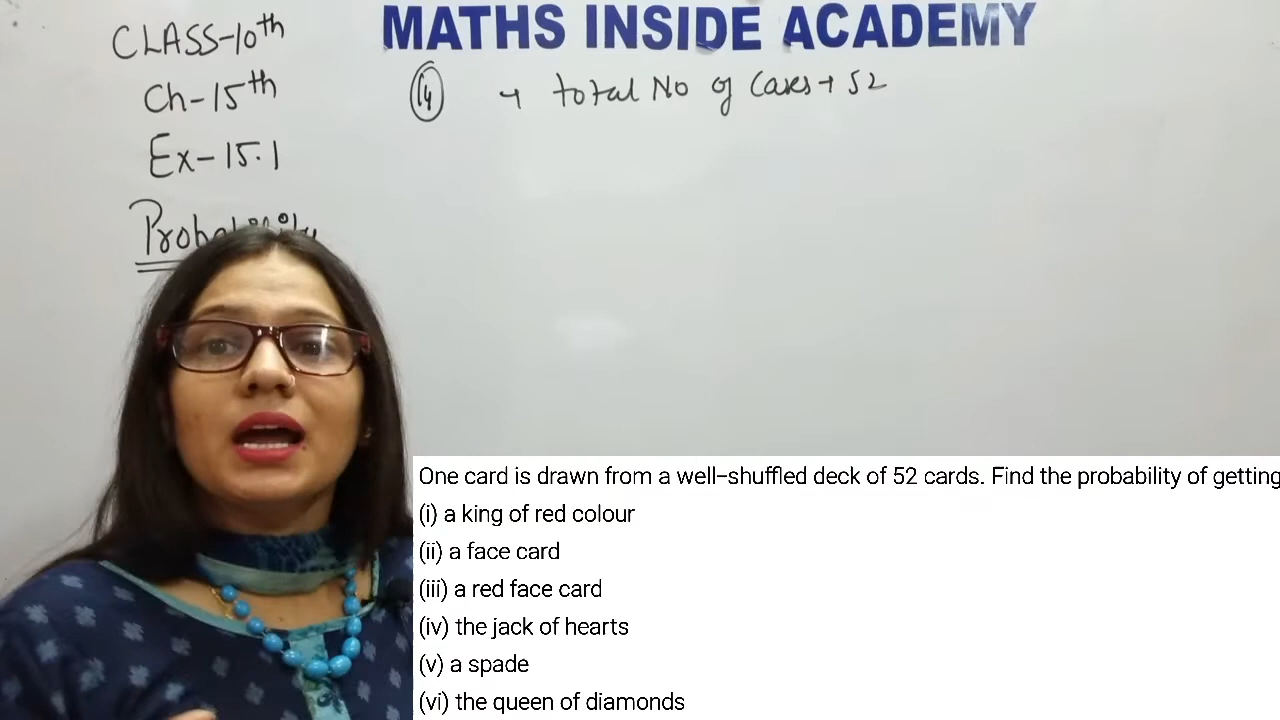 MATHS INSIDE ACADEMY
CLASS-10th
Ch-15th
Ex-15.1
14 → total No of Cards → 52
One card is drawn from a well-shuffled deck of 52 cards. Find the probability of getting
(i) a king of red colour
(ii) a face card
(iii) a red face card
(iv) the jack of hearts
(v) a spade
(vi) the queen of diamonds